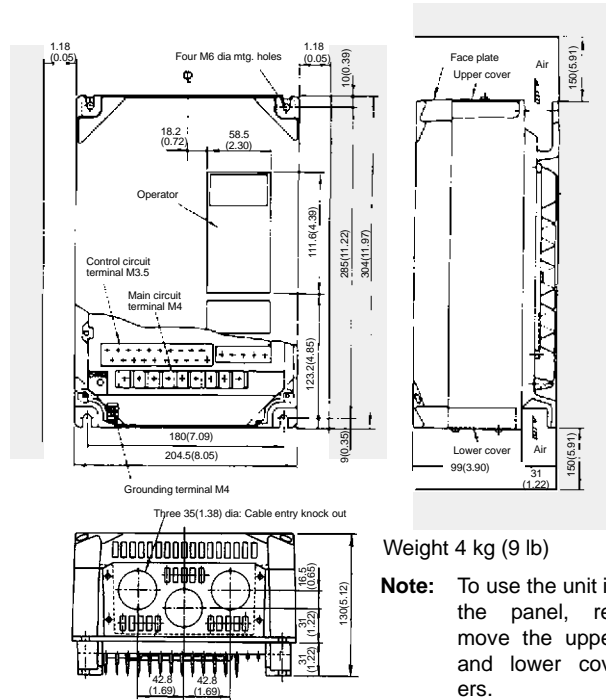 1.18
(0.05)
Four M6 dia mtg. holes
1.18
(0.05)
10(0.39)
18.2
(0.72)
58.5
(2.30)
Operator
111.6(4.39)
285(11.22)
304(11.97)
Control circuit
terminal M3.5
Main circuit
terminal M4
123.2(4.85)
180(7.09)
204.5(8.05)
9(0.35)
Grounding terminal M4
Face plate
Upper cover
Air
150(5.91)
Lower cover
Air
99(3.90)
31
(1.22)
150(5.91)
Three 35(1.38) dia: Cable entry knock out
16.5
(0.65)
31
(1.22)
31
(1.22)
130(5.12)
42.8
(1.69)
42.8
(1.69)
Weight 4 kg (9 lb)
Note: To use the unit i
the panel, re
move the uppe
and lower cov
ers.